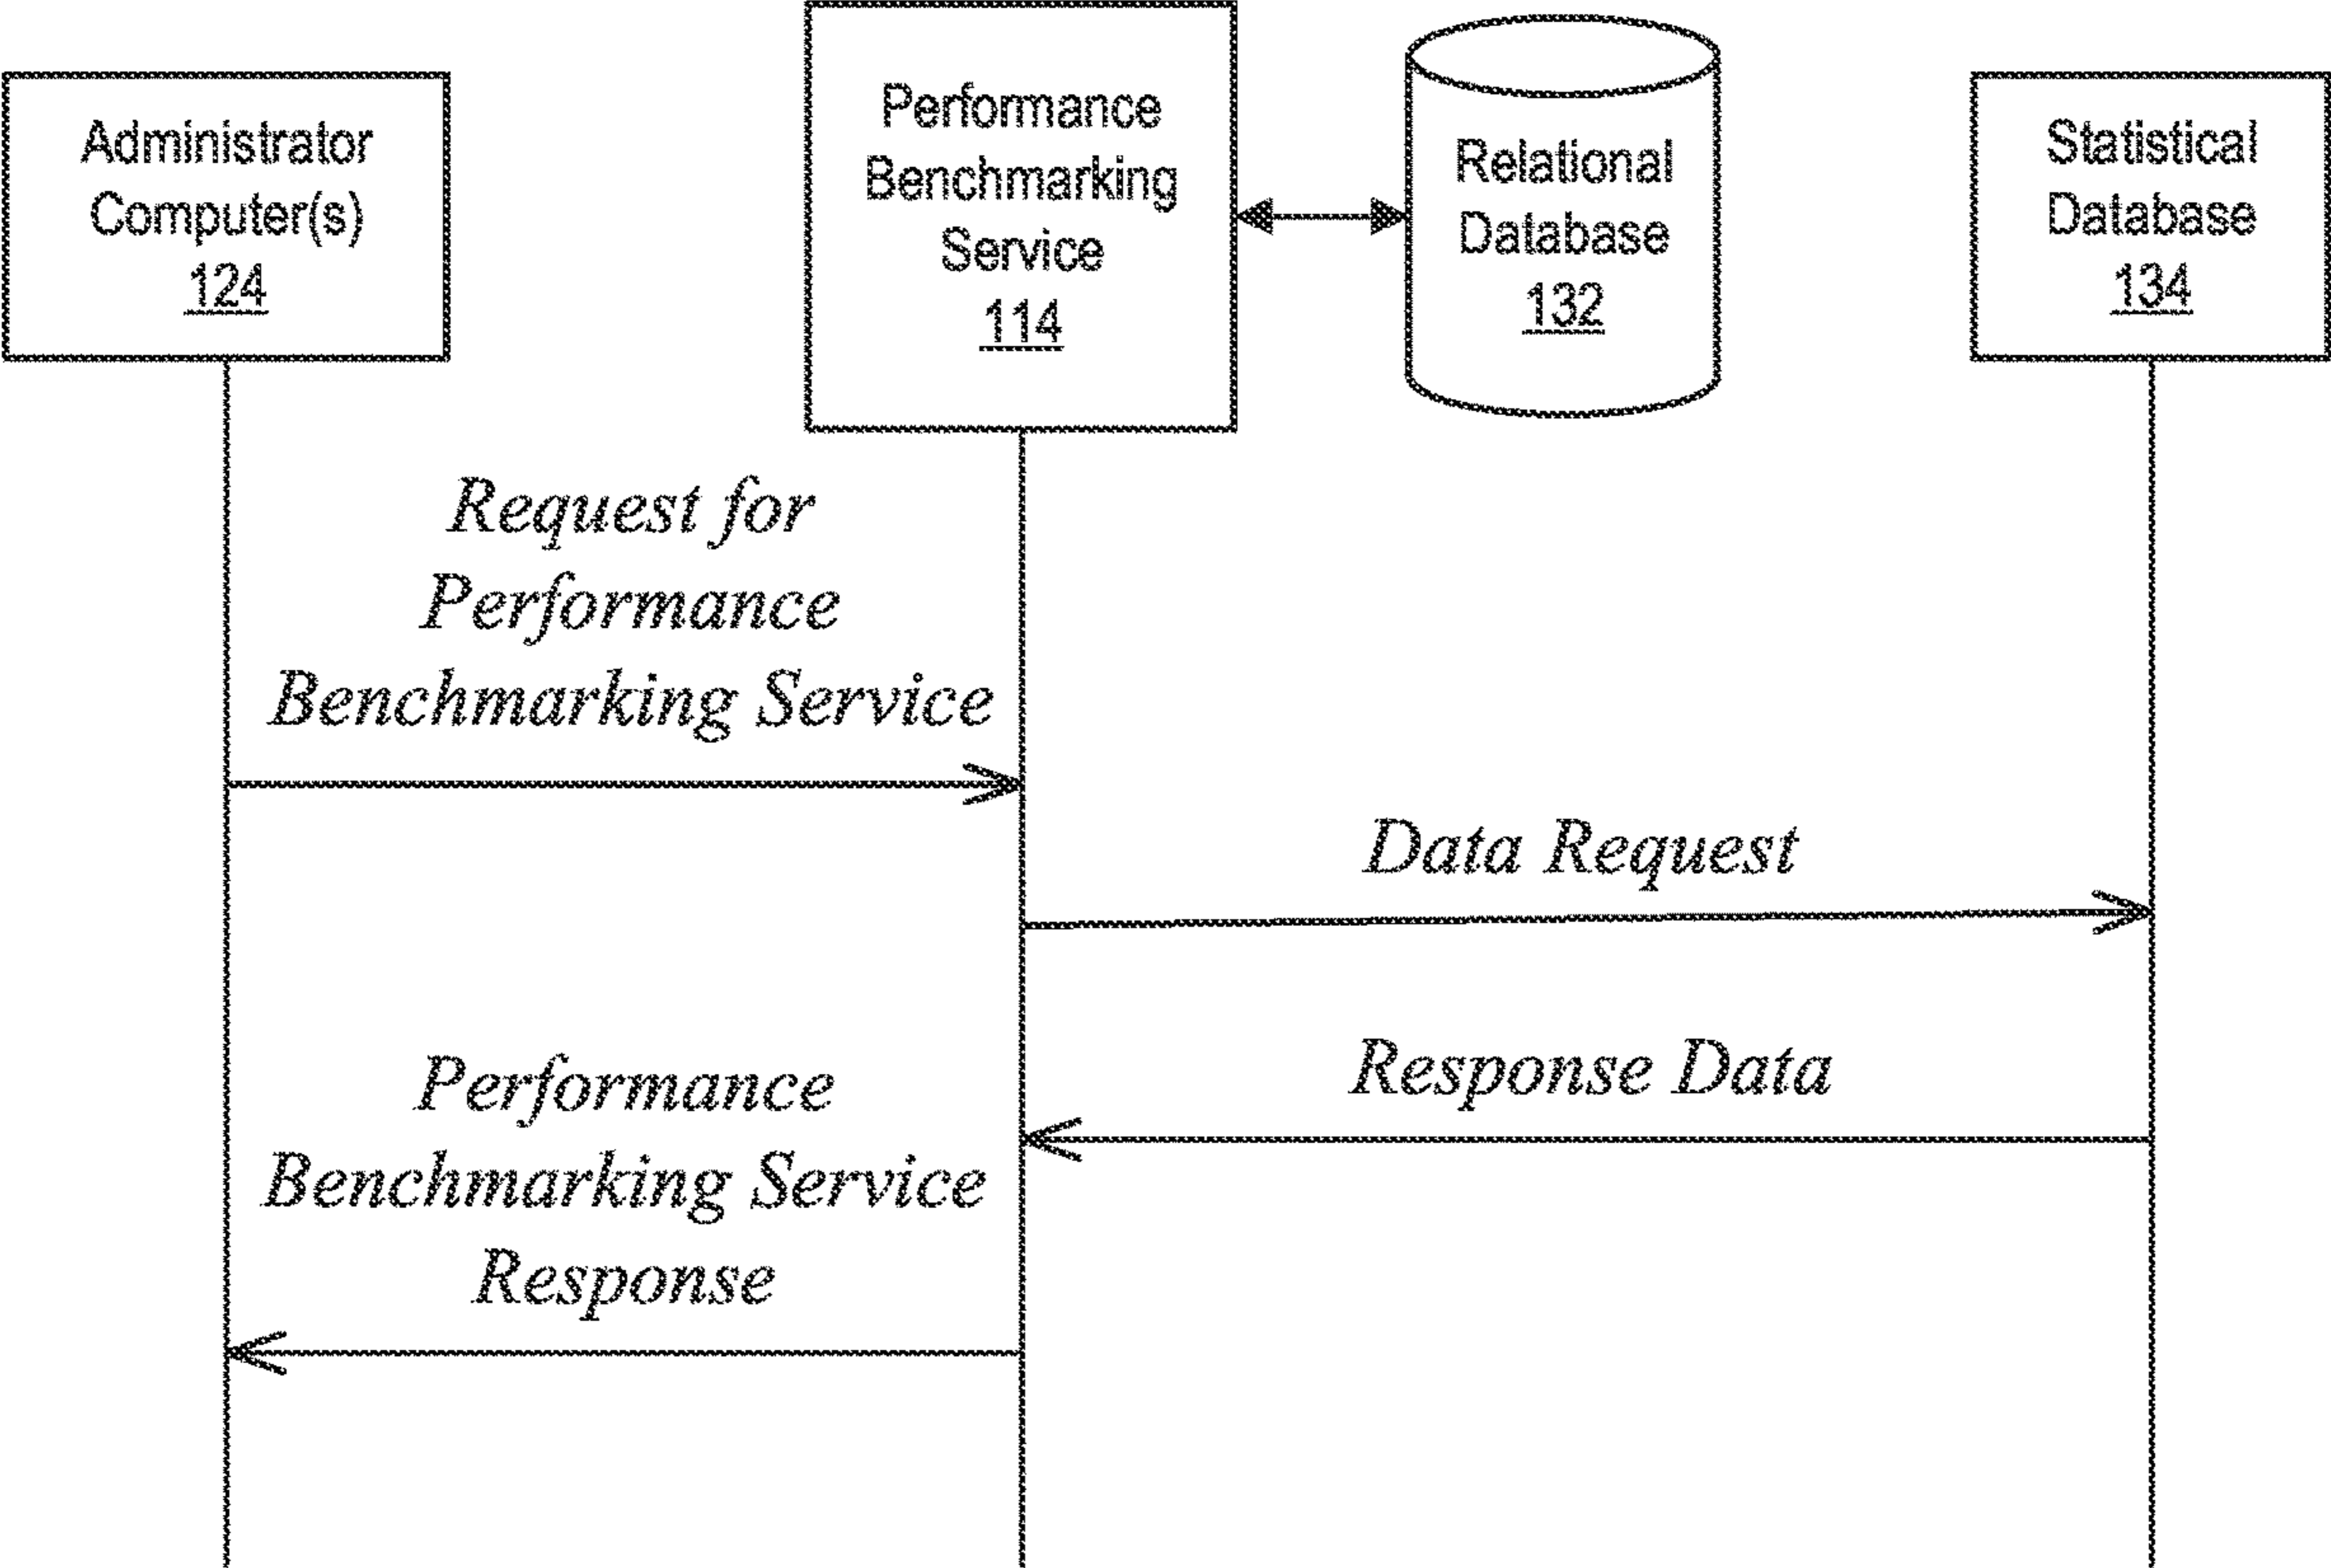 Administrator
Computer(s)
124
Performance
Benchmarking
Service
114
Relational
Database
132
Statistical
Database
134
Request for
Performance
Benchmarking Service
Data Request
Response Data
Performance
Benchmarking Service
Response